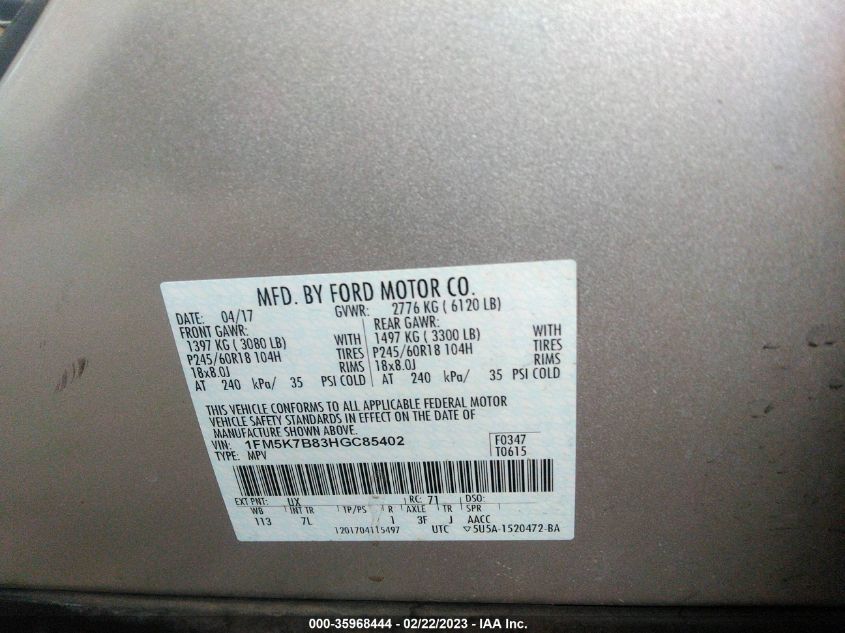 MFD. BY FORD MOTOR CO.
DATE: 04/17 GVWR: 2776 KG ( 6120 LB)
FRONT GAWR: REAR GAWR:
1397 KG ( 3080 LB) WITH 1497 KG ( 3300 LB) WITH
P245/60R18 104H TIRES P245/60R18 104H TIRES
18x8.0J RIMS 18x8.0J RIMS
AT 240 kPa/ 35 PSI COLD AT 240 kPa/ 35 PSI COLD
THIS VEHICLE CONFORMS TO ALL APPLICABLE FEDERAL MOTOR
VEHICLE SAFETY STANDARDS IN EFFECT ON THE DATE OF
MANUFACTURE SHOWN ABOVE.
VIN: 1FM5K7B83HGC85402 F0347
TYPE: MPV T0615
EXT PNT: UX RC: 71 DSO:
WB INT TR TP/PS R AXLE TR SPR
113 7L 1 3F J AACC
1201704115497 UTC ▽5U5A-1520472-BA
000-35968444 - 02/22/2023 - IAA Inc.